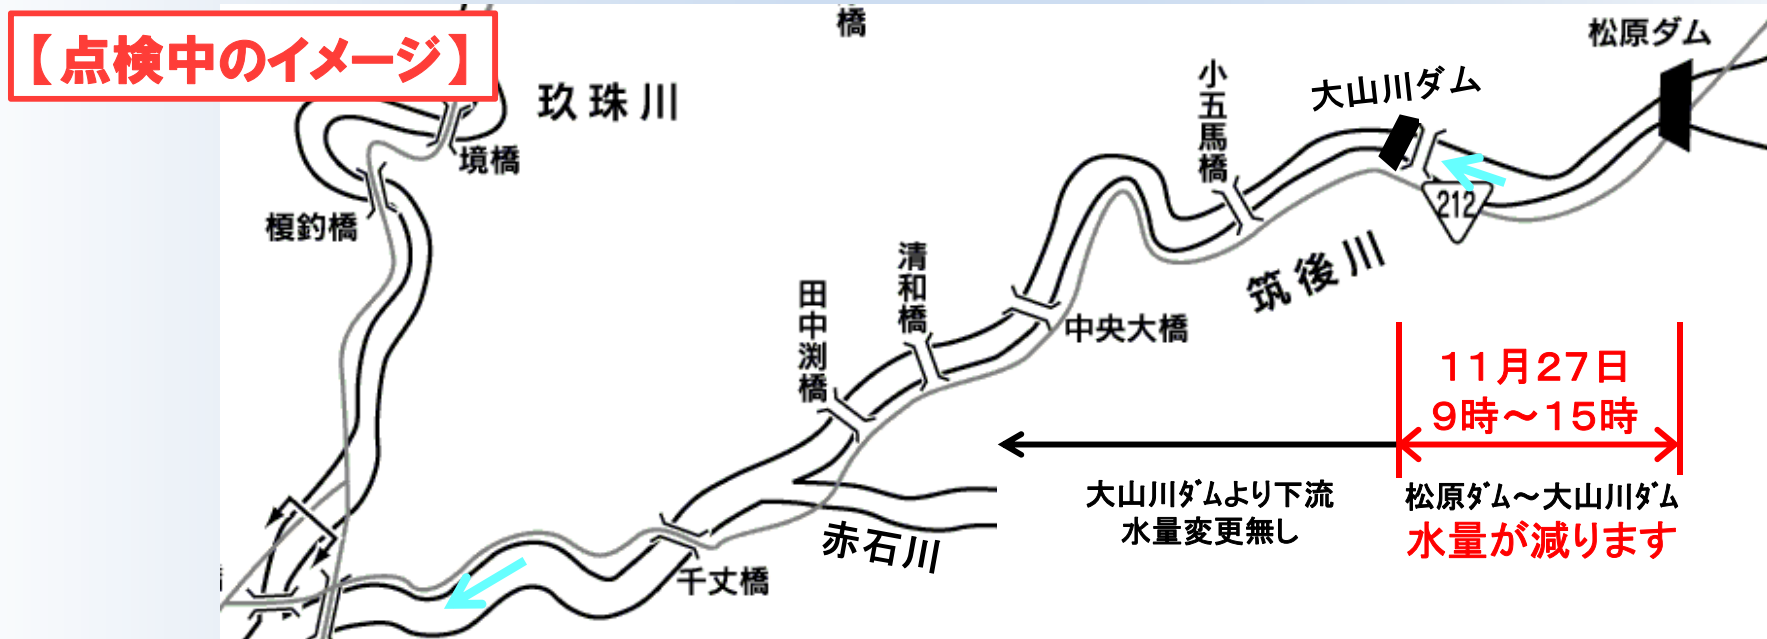 【点検中のイメージ】
橋
松原ダム
玖珠川
小五馬橋
大山川ダム
境橋
榎釣橋
212
清和橋
筑後川
田中渕橋
中央大橋
11月27日
9時～15時
大山川ﾀﾞﾑより下流
水量変更無し
松原ﾀﾞﾑ～大山川ﾀﾞﾑ
水量が減ります
赤石川
千丈橋